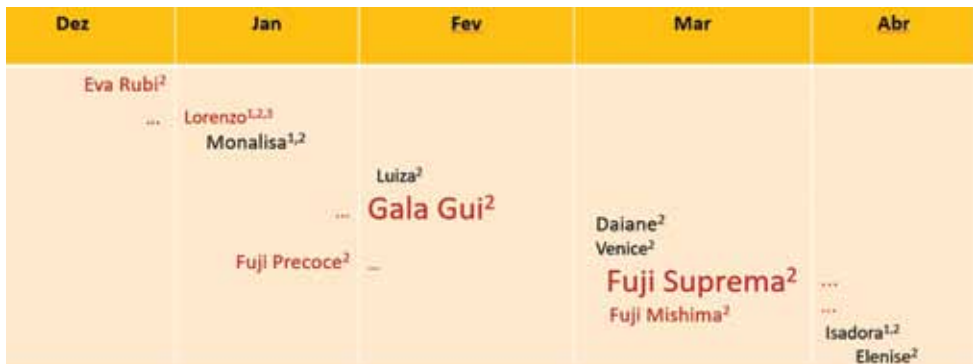 Dez Jan Fev Mar Abr
Eva Rubi²
... Lorenzo¹,²,³
Monalisa¹,²
Luiza²
... Gala Gui²
Daiane²
Venice²
Fuji Precoce² ...
Fuji Suprema² ...
Fuji Mishima² ...
Isadora¹,²
Elenise²